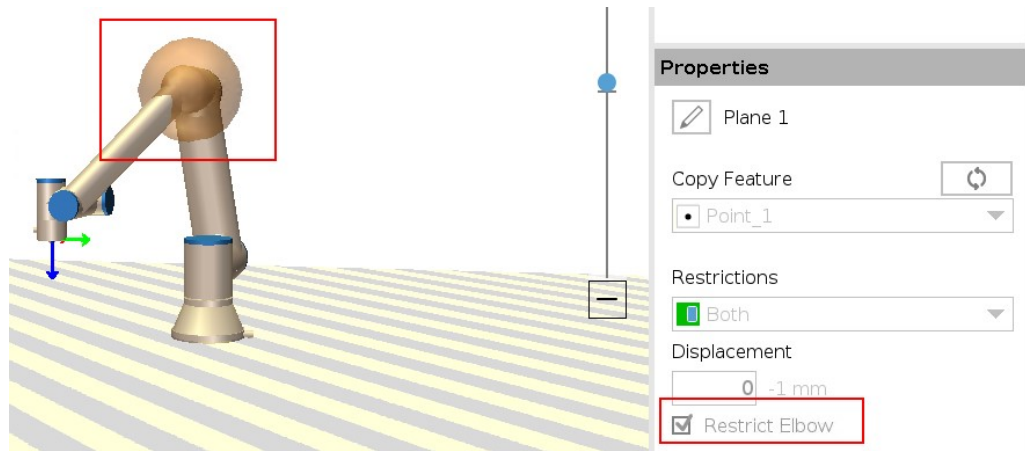 Properties
Plane 1
Copy Feature
Point_1
Restrictions
Both
Displacement
0 -1 mm
Restrict Elbow